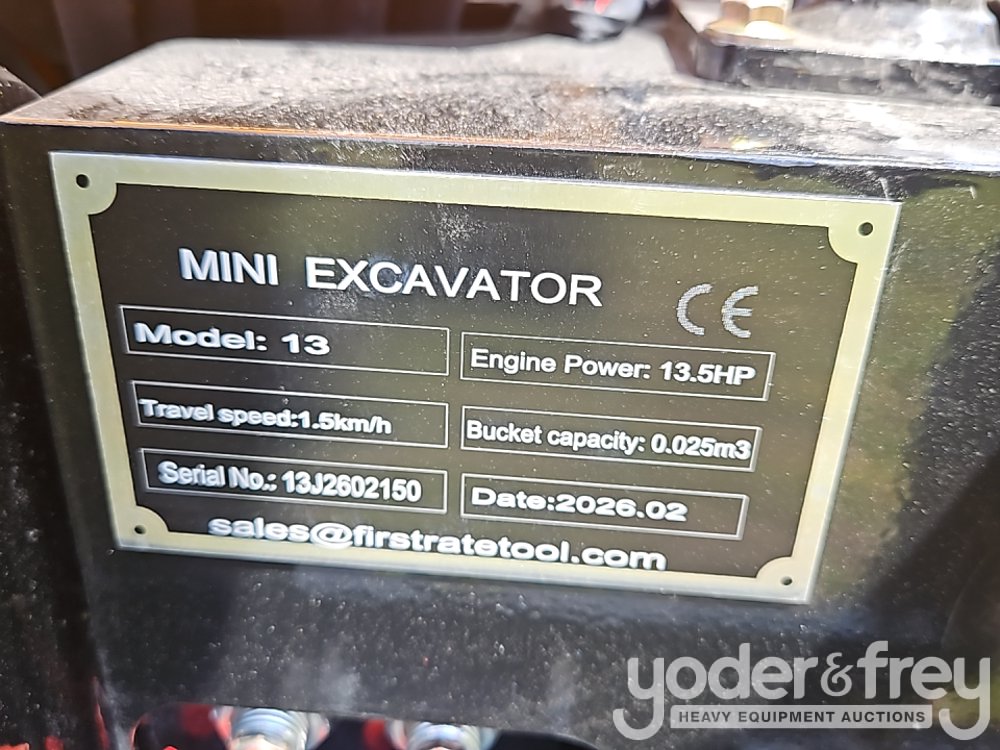 MINI EXCAVATOR
CE
Model: 13
Engine Power: 13.5HP
Travel speed:1.5km/h
Bucket capacity: 0.025m3
Serial No.: 13J2602150
Date:2026.02
sales@firstratetool.com
yoder&frey
HEAVY EQUIPMENT AUCTIONS